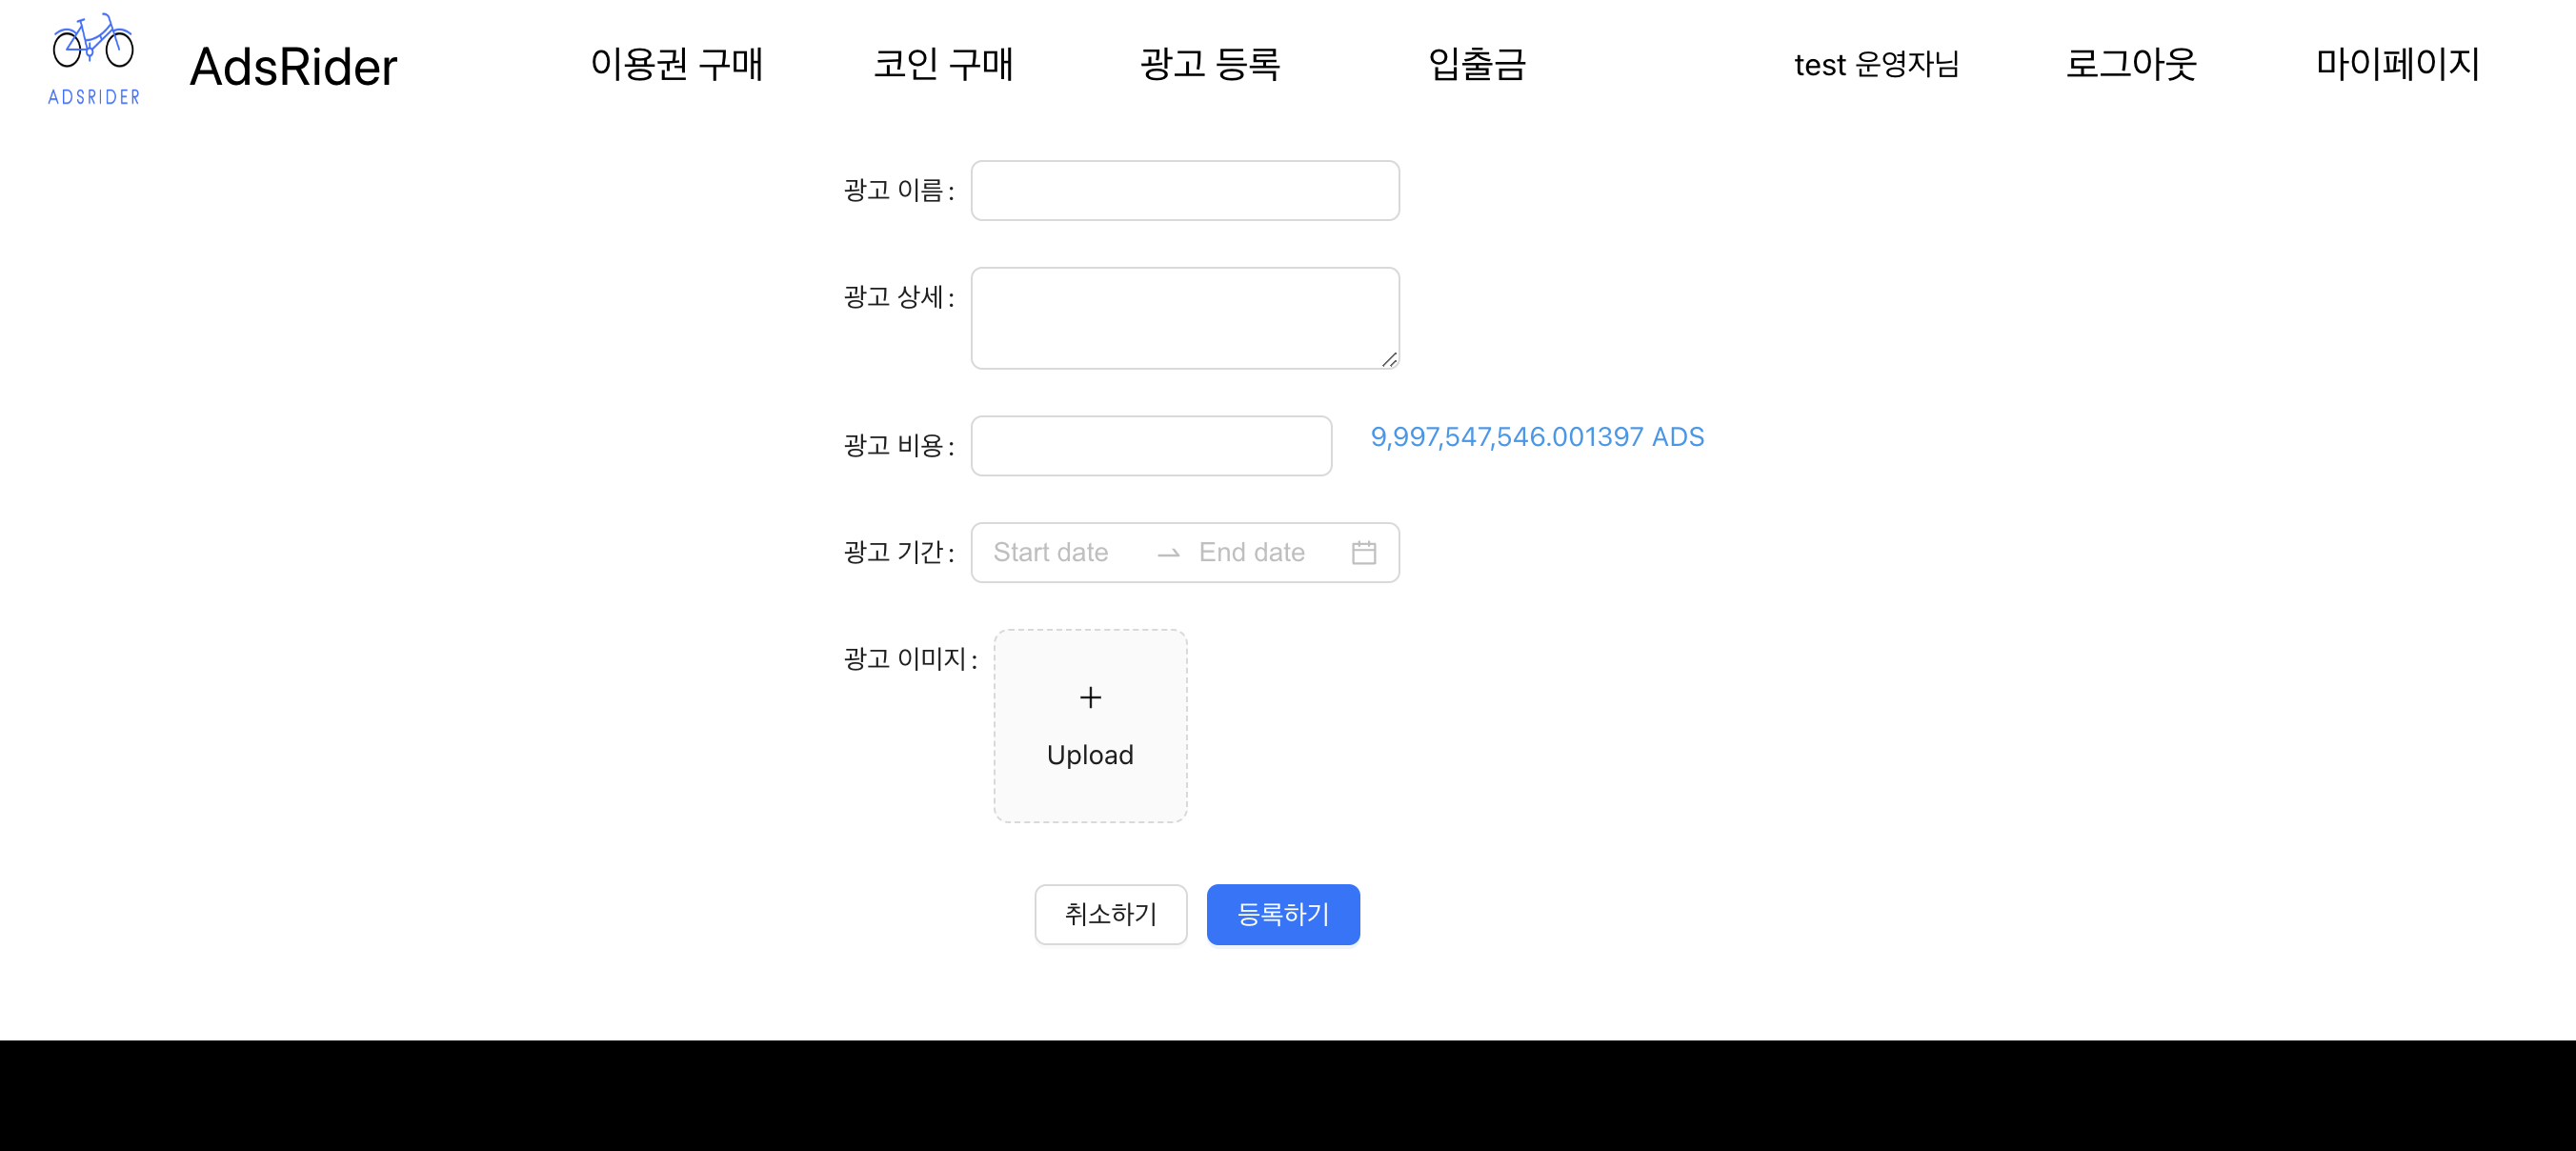 ADSRIDER
AdsRider
이용권 구매
코인 구매
광고 등록
입출금
test 운영자님
로그아웃
마이페이지
광고 이름 :
광고 상세 :
광고 비용 :
9,997,547,546.001397 ADS
광고 기간 :
Start date
End date
광고 이미지 :
Upload
취소하기
등록하기